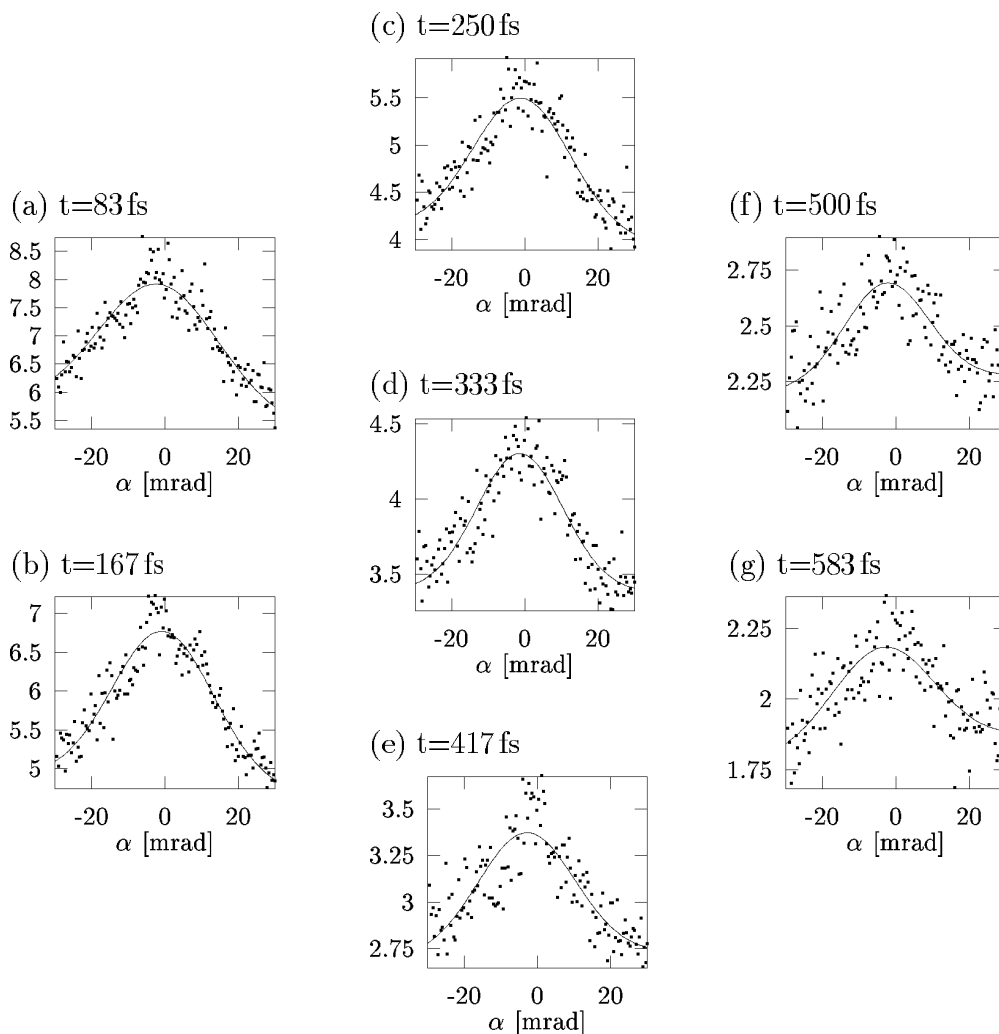 (a) t=83 fs
8.5
8
7.5
7
6.5
6
5.5
-20 0 20
α [mrad]
(b) t=167 fs
7
6.5
6
5.5
5
-20 0 20
α [mrad]
(c) t=250 fs
5.5
5
4.5
4
-20 0 20
α [mrad]
(d) t=333 fs
4.5
4
3.5
-20 0 20
α [mrad]
(e) t=417 fs
3.5
3.25
3
2.75
-20 0 20
α [mrad]
(f) t=500 fs
2.75
2.5
2.25
-20 0 20
α [mrad]
(g) t=583 fs
2.25
2
1.75
-20 0 20
α [mrad]